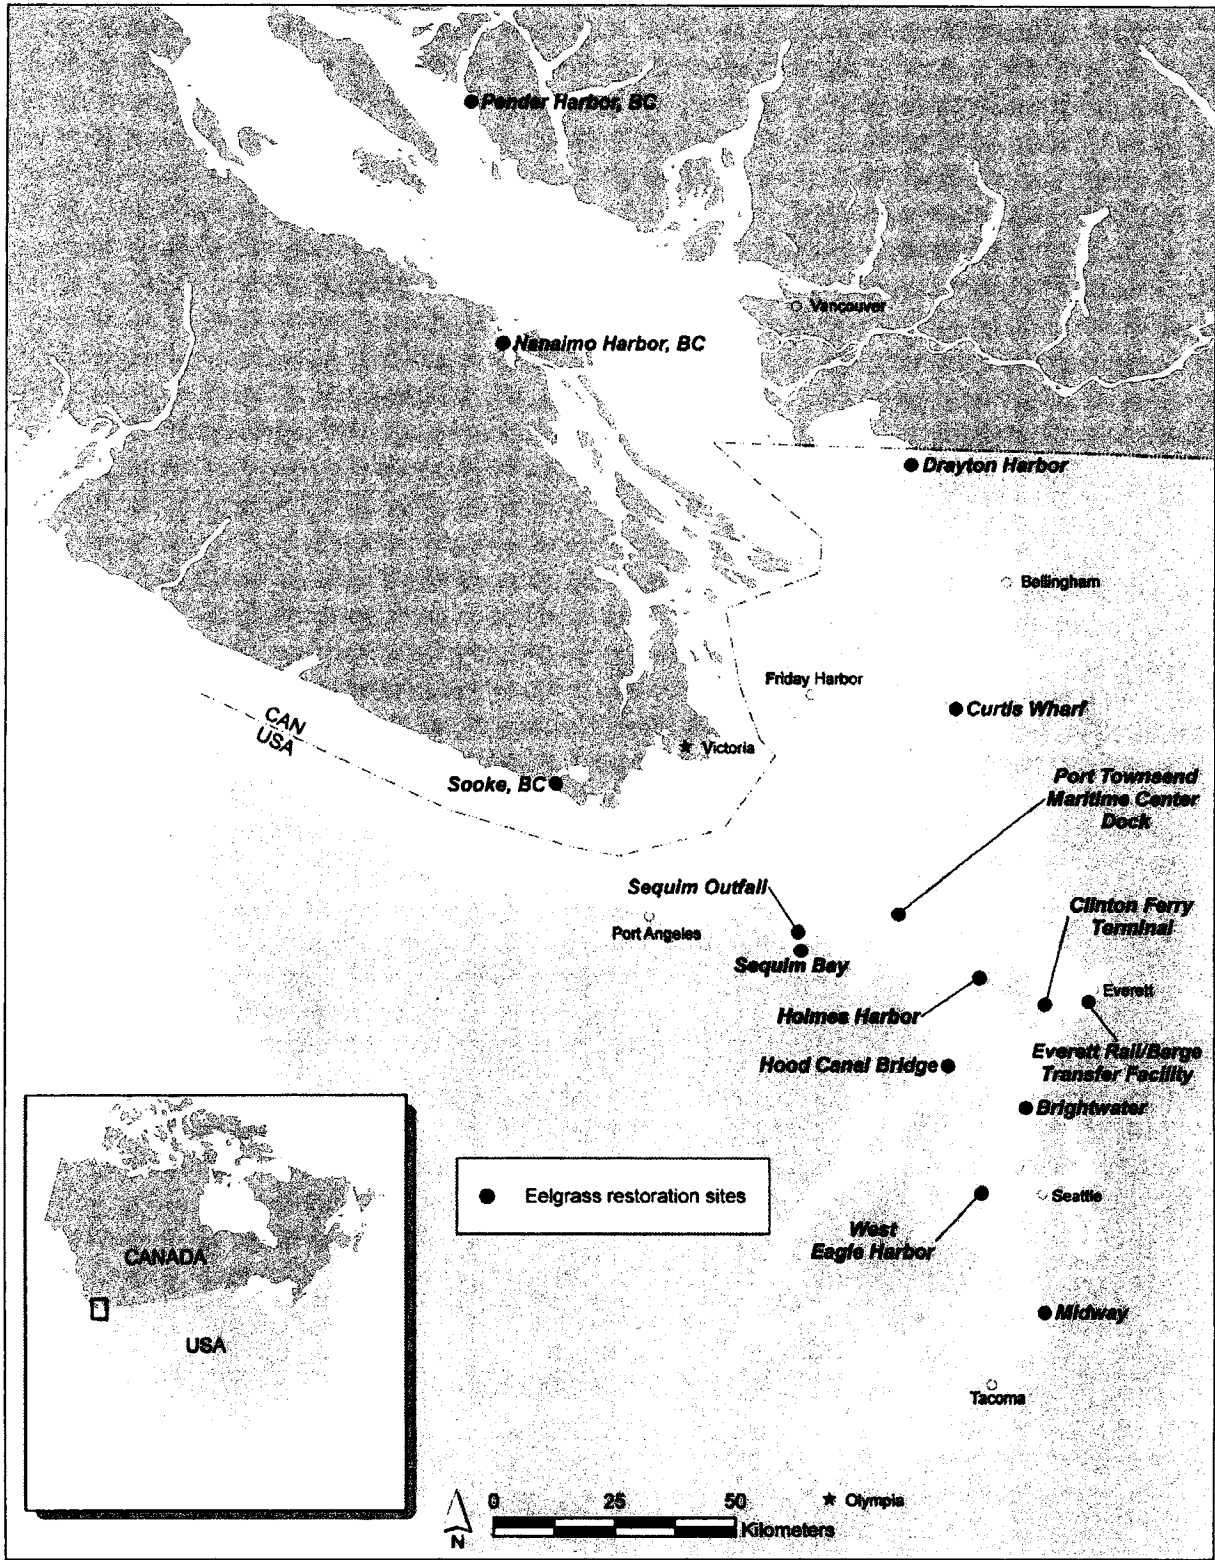 Pender Harbor, BC
Vancouver
Nanaimo Harbor, BC
Drayton Harbor
Bellingham
Friday Harbor
Curtis Wharf
CAN
USA
Victoria
Sooke, BC
Port Townsend
Maritime Center
Dock
Sequim Outfall
Port Angeles
Sequim Bay
Clinton Ferry
Terminal
Holmes Harbor
Everett
Everett Rail/Barge
Transfer Facility
Hood Canal Bridge
Brightwater
Eelgrass restoration sites
Seattle
West
Eagle Harbor
CANADA
USA
Midway
Tacoma
0 25 50
Kilometers
N
Olympia